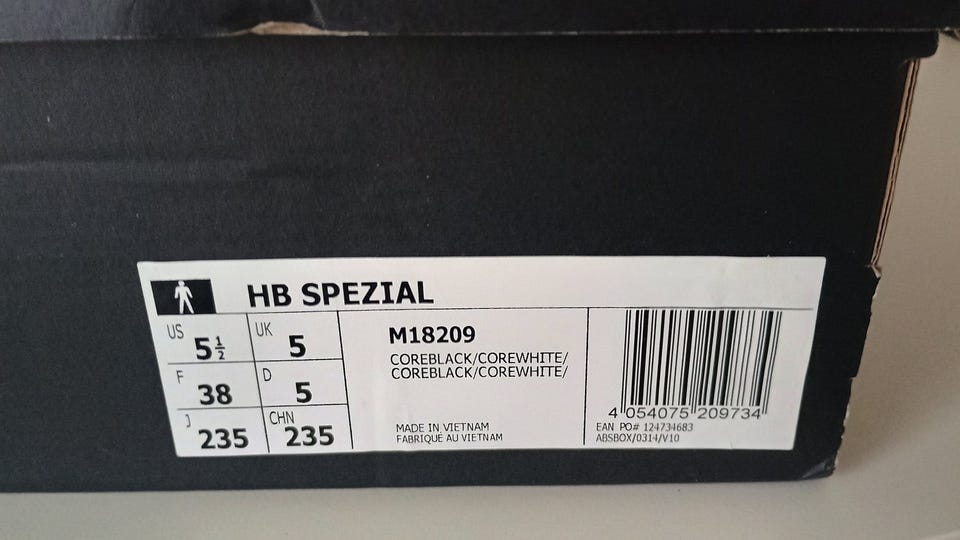 HB SPEZIAL
US 5½ UK 5
F 38 D 5
J 235 CHN 235
M18209
COREBLACK/COREWHITE/
COREBLACK/COREWHITE/
MADE IN VIETNAM
FABRIQUÉ AU VIETNAM
4 054075 209734
EAN PO# 124734683
ABSBOX/0314/V10